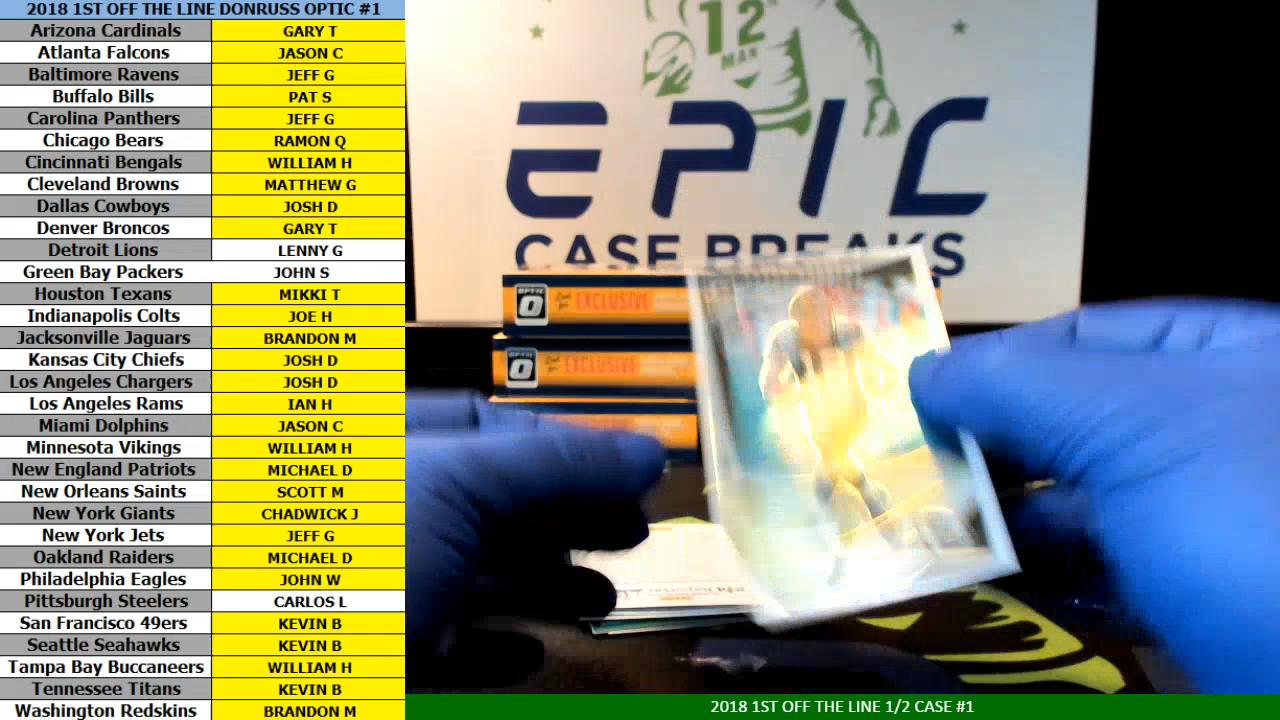 2018 1ST OFF THE LINE DONRUSS OPTIC #1
Arizona Cardinals GARY T
Atlanta Falcons JASON C
Baltimore Ravens JEFF G
Buffalo Bills PAT S
Carolina Panthers JEFF G
Chicago Bears RAMON Q
Cincinnati Bengals WILLIAM H
Cleveland Browns MATTHEW G
Dallas Cowboys JOSH D
Denver Broncos GARY T
Detroit Lions LENNY G
Green Bay Packers JOHN S
Houston Texans MIKKI T
Indianapolis Colts JOE H
Jacksonville Jaguars BRANDON M
Kansas City Chiefs JOSH D
Los Angeles Chargers JOSH D
Los Angeles Rams IAN H
Miami Dolphins JASON C
Minnesota Vikings WILLIAM H
New England Patriots MICHAEL D
New Orleans Saints SCOTT M
New York Giants CHADWICK J
New York Jets JEFF G
Oakland Raiders MICHAEL D
Philadelphia Eagles JOHN W
Pittsburgh Steelers CARLOS L
San Francisco 49ers KEVIN B
Seattle Seahawks KEVIN B
Tampa Bay Buccaneers WILLIAM H
Tennessee Titans KEVIN B
Washington Redskins BRANDON M
12
MAN
EPIC
CASE BREAKS
OPTIC
EXCLUSIVE
OPTIC
EXCLUSIVE
2018 1ST OFF THE LINE 1/2 CASE #1